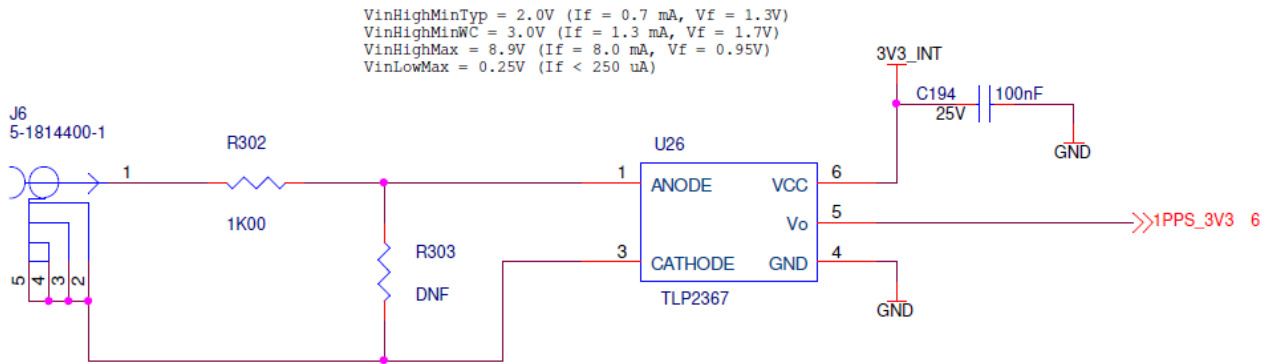 VinHighMinTyp = 2.0V (If = 0.7 mA, Vf = 1.3V)
VinHighMinWC = 3.0V (If = 1.3 mA, Vf = 1.7V)
VinHighMax = 8.9V (If = 8.0 mA, Vf = 0.95V)
VinLowMax = 0.25V (If < 250 uA)
3V3_INT
C194 100nF
25V
GND
J6
5-1814400-1
R302
U26
1
1
ANODE
VCC
6
1K00
Vo
5
1PPS_3V3 6
R303
3
CATHODE
GND
4
5 4 3 2
DNF
TLP2367
GND